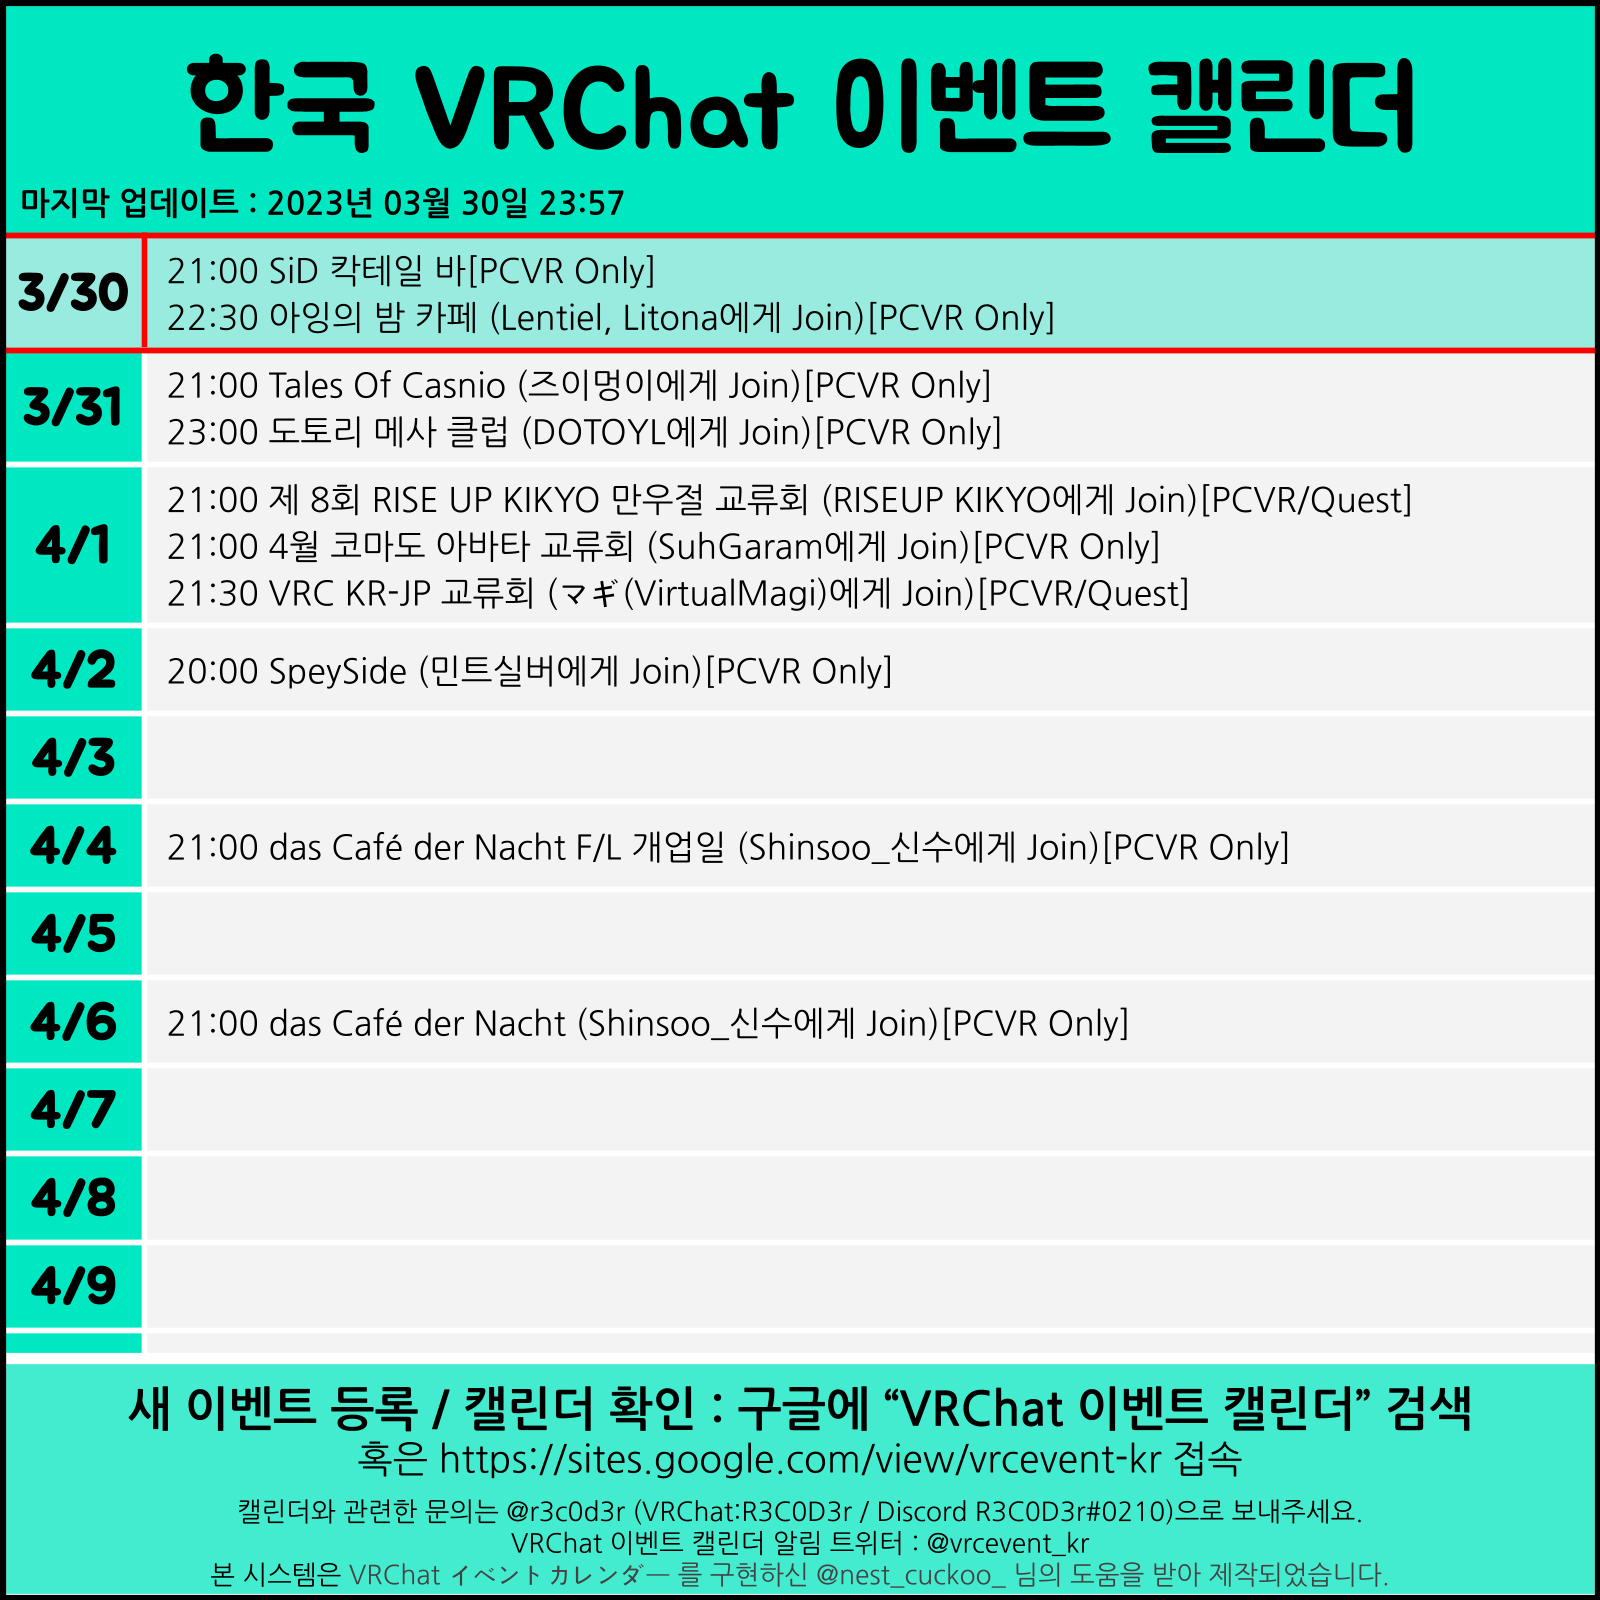 한국 VRChat 이벤트 캘린더
마지막 업데이트 : 2023년 03월 30일 23:57
3/30
21:00 SiD 칵테일 바[PCVR Only]
22:30 아잉의 밤 카페 (Lentiel, Litona에게 Join)[PCVR Only]
3/31
21:00 Tales Of Casnio (즈이멍이에게 Join)[PCVR Only]
23:00 도토리 메사 클럽 (DOTOYL에게 Join)[PCVR Only]
4/1
21:00 제 8회 RISE UP KIKYO 만우절 교류회 (RISEUP KIKYO에게 Join)[PCVR/Quest]
21:00 4월 코마도 아바타 교류회 (SuhGaram에게 Join)[PCVR Only]
21:30 VRC KR-JP 교류회 (マギ(VirtualMagi)에게 Join)[PCVR/Quest]
4/2
20:00 SpeySide (민트실버에게 Join)[PCVR Only]
4/3
4/4
21:00 das Café der Nacht F/L 개업일 (Shinsoo_신수에게 Join)[PCVR Only]
4/5
4/6
21:00 das Café der Nacht (Shinsoo_신수에게 Join)[PCVR Only]
4/7
4/8
4/9
새 이벤트 등록 / 캘린더 확인 : 구글에 “VRChat 이벤트 캘린더” 검색
혹은 https://sites.google.com/view/vrcevent-kr 접속
캘린더와 관련한 문의는 @r3c0d3r (VRChat:R3C0D3r / Discord R3C0D3r#0210)으로 보내주세요.
VRChat 이벤트 캘린더 알림 트위터 : @vrcevent_kr
본 시스템은 VRChat イベントカレンダー 를 구현하신 @nest_cuckoo_ 님의 도움을 받아 제작되었습니다.